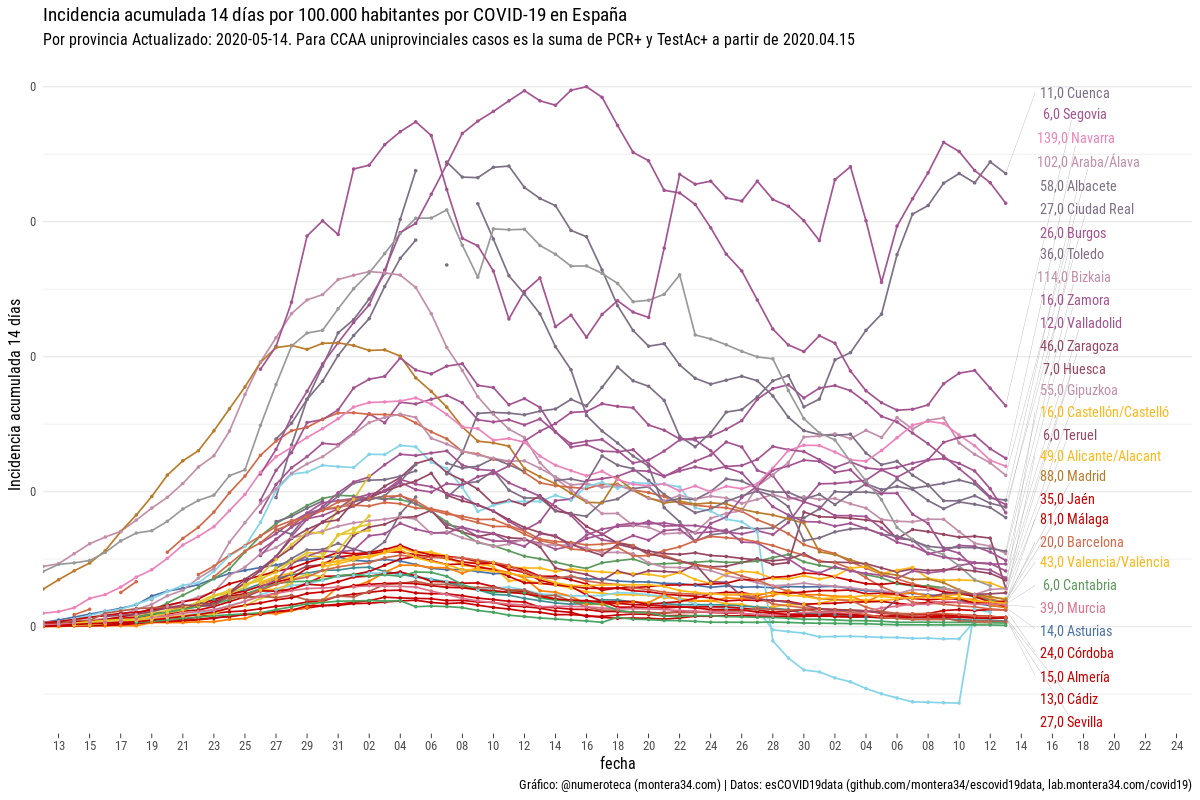 Incidencia acumulada 14 días por 100.000 habitantes por COVID-19 en España
Por provincia Actualizado: 2020-05-14. Para CCAA uniprovinciales casos es la suma de PCR+ y TestAc+ a partir de 2020.04.15
Incidencia acumulada 14 días
0
0
0
0
0
11,0 Cuenca
6,0 Segovia
139,0 Navarra
102,0 Araba/Álava
58,0 Albacete
27,0 Ciudad Real
26,0 Burgos
36,0 Toledo
114,0 Bizkaia
16,0 Zamora
12,0 Valladolid
46,0 Zaragoza
7,0 Huesca
55,0 Gipuzkoa
16,0 Castellón/Castelló
6,0 Teruel
49,0 Alicante/Alacant
88,0 Madrid
35,0 Jaén
81,0 Málaga
20,0 Barcelona
43,0 Valencia/València
6,0 Cantabria
39,0 Murcia
14,0 Asturias
24,0 Córdoba
15,0 Almería
13,0 Cádiz
27,0 Sevilla
13 15 17 19 21 23 25 27 29 31 02 04 06 08 10 12 14 16 18 20 22 24 26 28 30 02 04 06 08 10 12 14 16 18 20 22 24
fecha
Gráfico: @numeroteca (montera34.com) | Datos: esCOVID19data (github.com/montera34/escovid19data, lab.montera34.com/covid19)